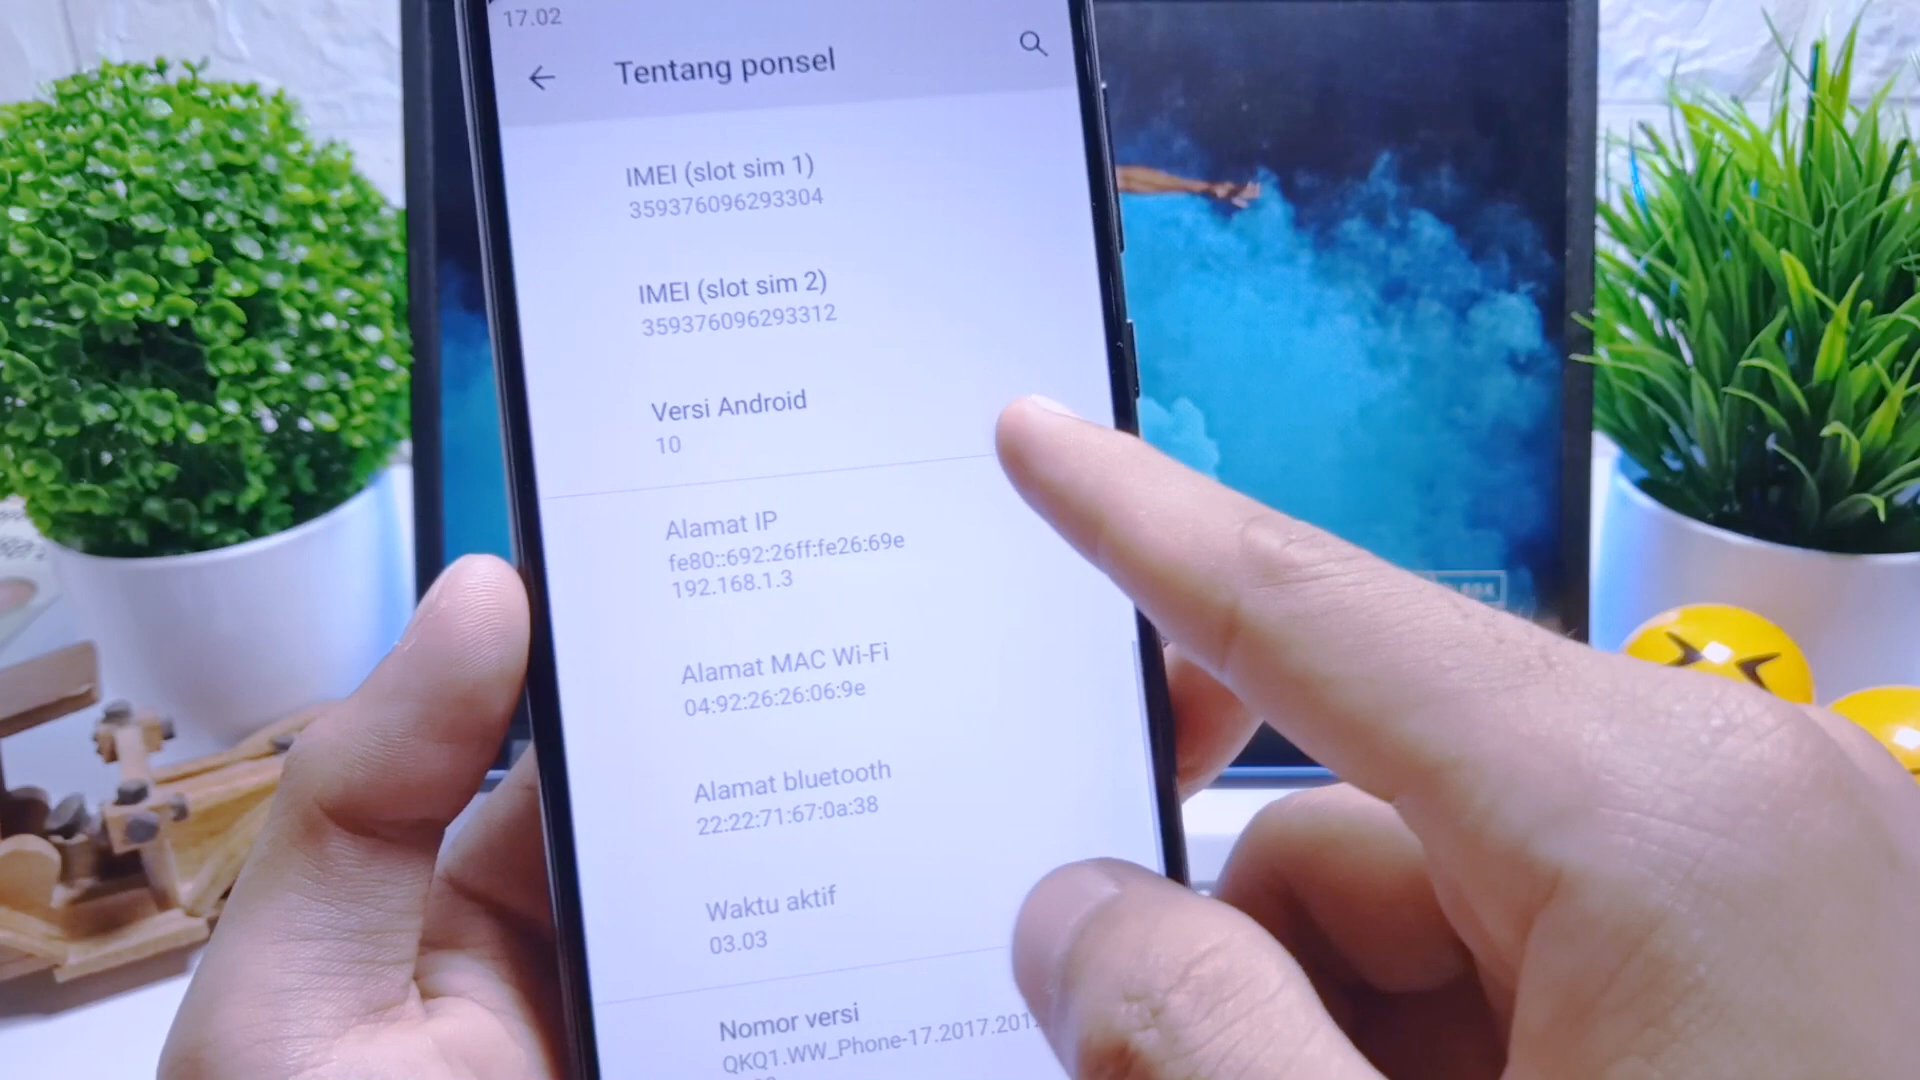 17.02
Tentang ponsel
IMEI (slot sim 1)
359376096293304
IMEI (slot sim 2)
359376096293312
Versi Android
10
Alamat IP
fe80::692:26ff:fe26:69e
192.168.1.3
Alamat MAC Wi-Fi
04:92:26:26:06:9e
Alamat bluetooth
22:22:71:67:0a:38
Waktu aktif
03.03
Nomor versi
QKQ1.WW_Phone-17.2017.201